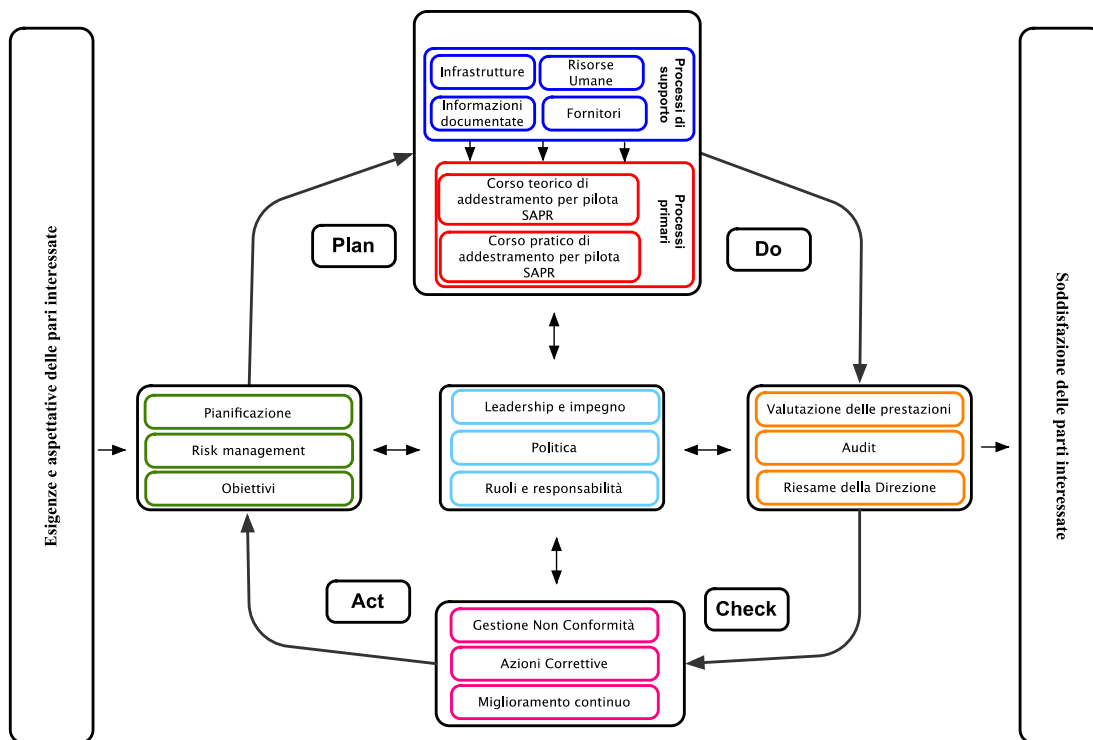 Esigenze e aspettative delle pari interessate
Infrastrutture
Risorse
Umane
Informazioni
documentate
Fornitori
Processi di
supporto
Corso teorico di
addestramento per pilota
SAPR
Corso pratico di
addestramento per pilota
SAPR
Processi
primari
Plan
Do
Pianificazione
Risk management
Obiettivi
Leadership e impegno
Politica
Ruoli e responsabilità
Valutazione delle prestazioni
Audit
Riesame della Direzione
Act
Check
Gestione Non Conformità
Azioni Correttive
Miglioramento continuo
Soddisfazione delle parti interessate